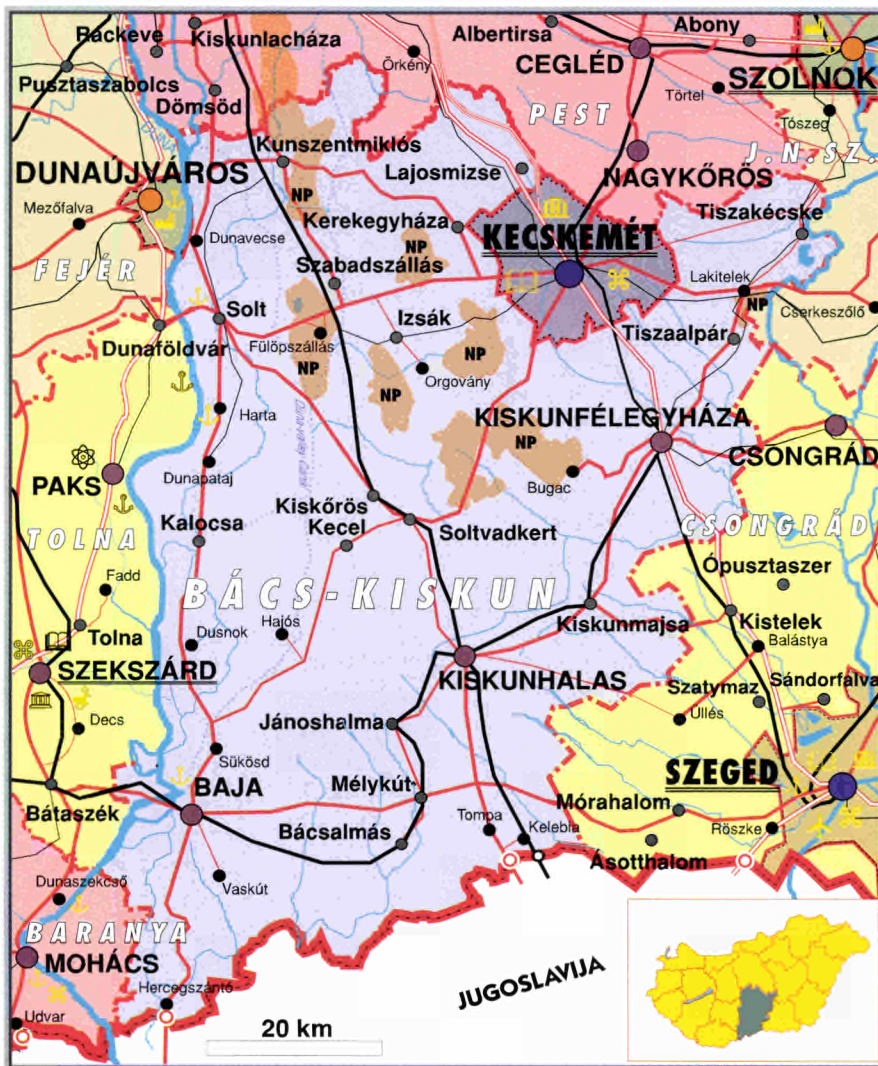 Ráckeve
Kiskunlacháza
Albertirsa
Abony
Örkény
CEGLÉD
SZOLNOK
Pusztaszabolcs
Dömsöd
Törtel
Tószeg
PEST
DUNA
J.N.SZ.
Kunszentmiklós
Lajosmizse
NAGYKŐRÖS
DUNAÚJVÁROS
NP
Mezőfalva
Kerekegyháza
Tiszakécske
KECSKEMÉT
Dunavecse
NP
FEJÉR
Szabadszállás
Lakitelek
NP
Solt
Izsák
Cserkeszőlő
Dunaföldvár
Fülöpszállás
Tiszaalpár
NP
NP
NP
Orgovány
Harta
KISKUNFÉLEGYHÁZA
NP
CSONGRÁD
Dunapataj
Bugac
PAKS
Kiskőrös
Kecel
Soltvadkert
Kalocsa
CSONGRÁD
TOLNA
Ópusztaszer
Fadd
BÁCS-KISKUN
Hajós
Kiskunmajsa
Kistelek
Tolna
Dusnok
Balástya
SZEKSZÁRD
KISKUNHALAS
Szatymaz
Sándorfalva
Üllés
Decs
Jánoshalma
Sükösd
Mélykút
SZEGED
BAJA
Bátaszék
Mórahalom
Tompa
Kelebia
Röszke
Bácsalmás
Ásotthalom
Dunaszekcső
Vaskút
BARANYA
MOHÁCS
JUGOSLAVIJA
Hercegszántó
Udvar
20 km